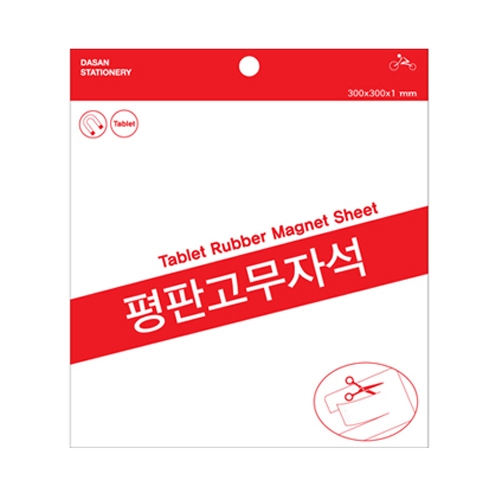 DASAN
STATIONERY
300x300x1 mm
Tablet
Tablet Rubber Magnet Sheet
평판고무자석